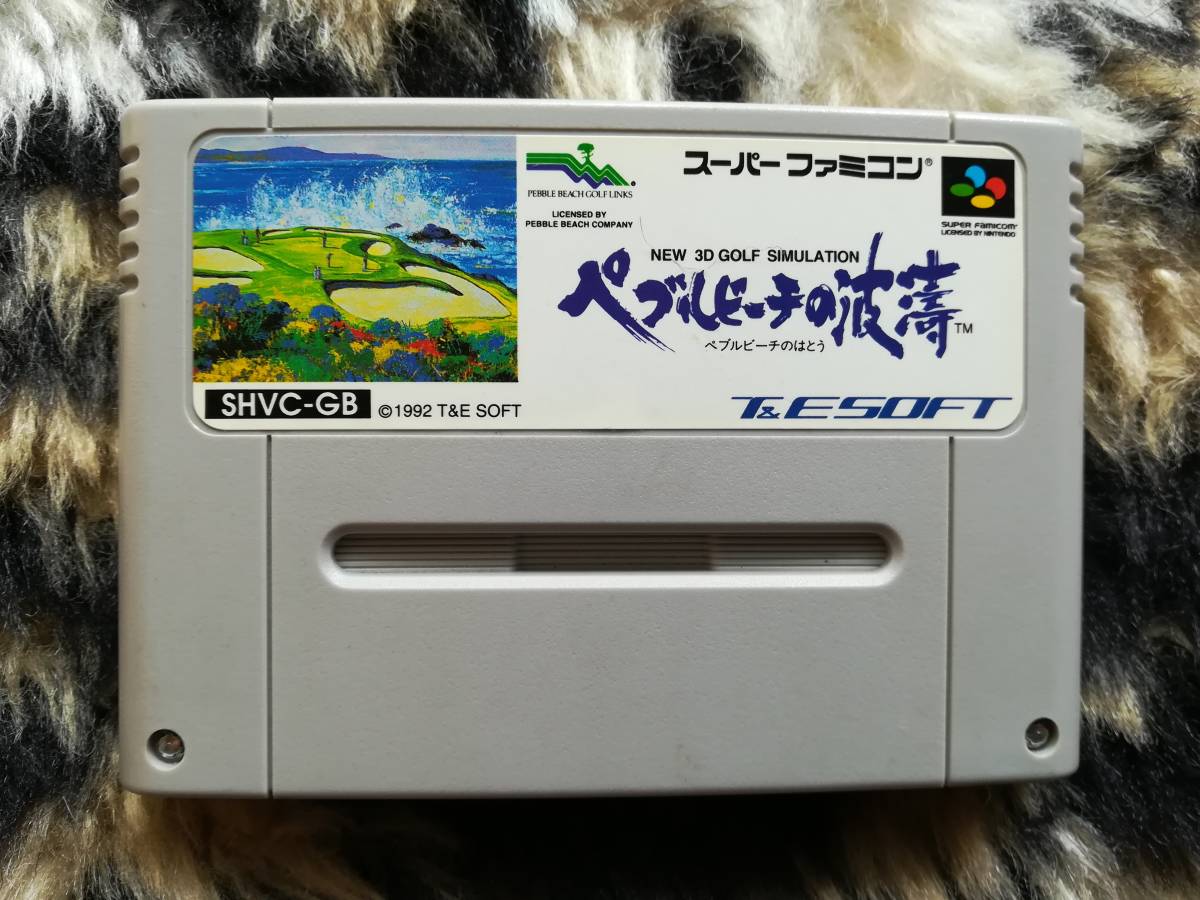 PEBBLE BEACH GOLF LINKS
LICENSED BY
PEBBLE BEACH COMPANY
スーパーファミコン®
SUPER FAMICOM®
LICENSED BY NINTENDO
NEW 3D GOLF SIMULATION
ペブルビーチの波濤™
ペブルビーチのはとう
SHVC-GB
©1992 T&E SOFT
T&E SOFT